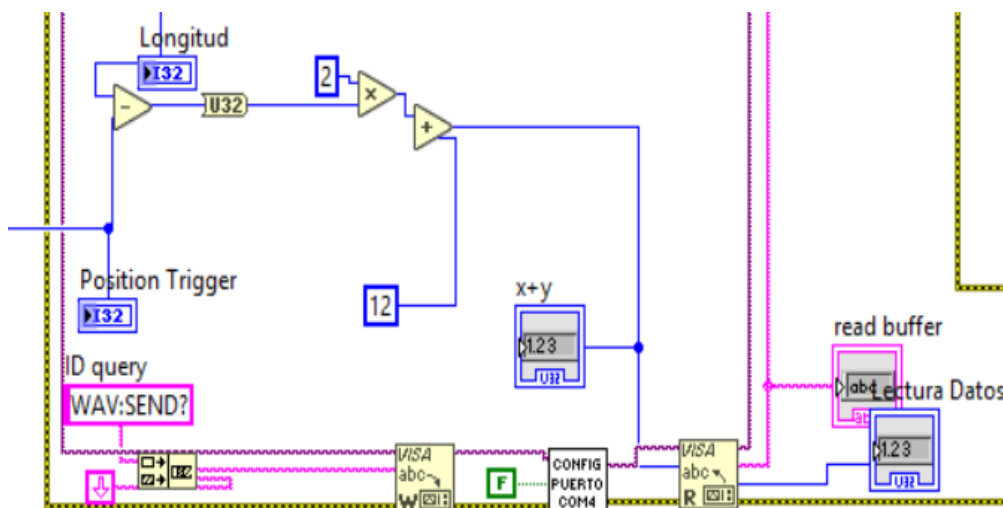 Longitud
I32
-
U32
2
x
+
Position Trigger
I32
12
x+y
1.23
U32
read buffer
abc
Lectura Datos
1.23
U32
ID query
WAV:SEND?
VISA
abc
W
F
CONFIG
PUERTO
COM4
VISA
abc
R